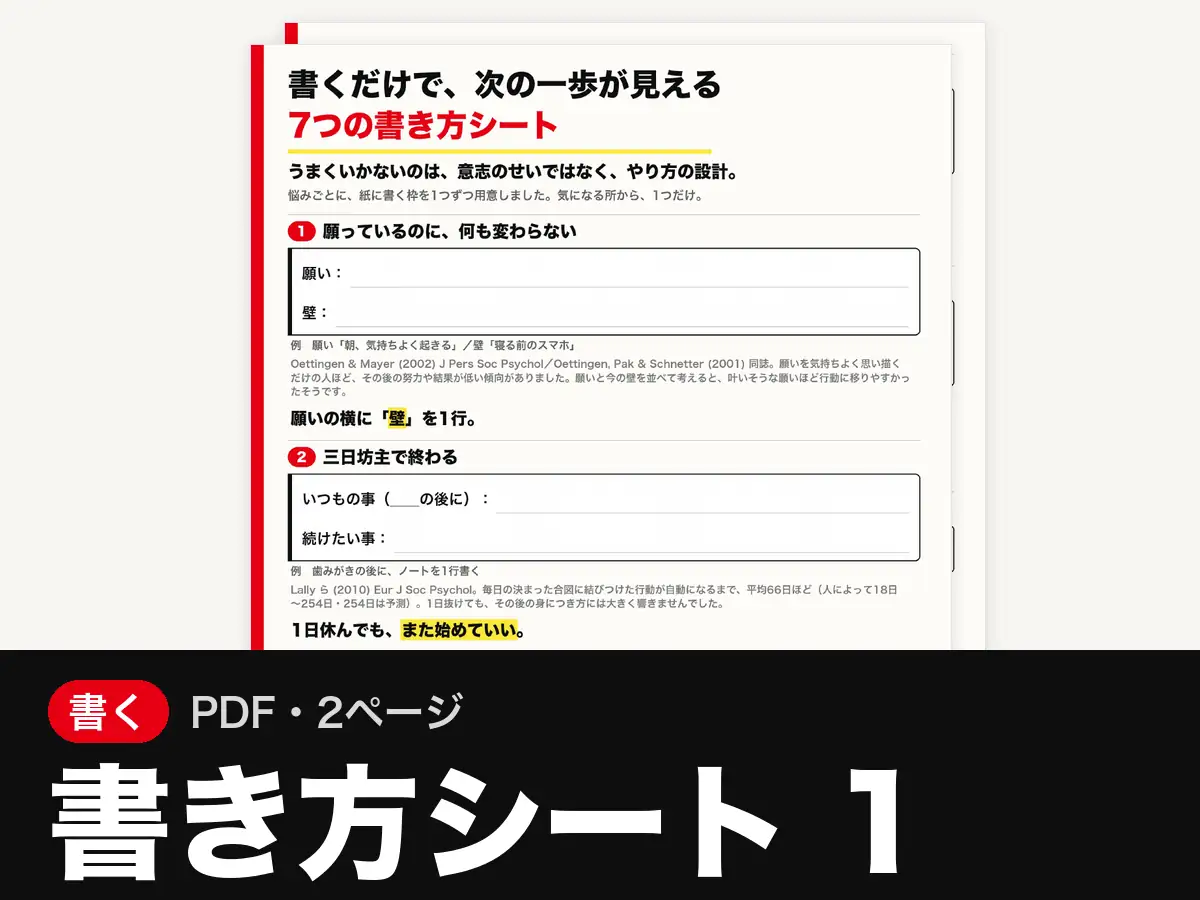 書くだけで、次の一歩が見える
7つの書き方シート
うまくいかないのは、意志のせいではなく、やり方の設計。
悩みごとに、紙に書く枠を1つずつ用意しました。気になる所から、1つだけ。
1 願っているのに、何も変わらない
願い：
壁：
例　願い「朝、気持ちよく起きる」／壁「寝る前のスマホ」
Oettingen & Mayer (2002) J Pers Soc Psychol／Oettingen, Pak & Schnetter (2001) 同誌。願いを気持ちよく思い描く
だけの人ほど、その後の努力や結果が低い傾向がありました。願いと今の壁を並べて考えると、叶いそうな願いほど行動に移りやすかっ
たそうです。
願いの横に「壁」を1行。
2 三日坊主で終わる
いつもの事（___の後に）：
続けたい事：
例　歯みがきの後に、ノートを1行書く
Lally ら (2010) Eur J Soc Psychol。毎日の決まった合図に結びつけた行動が自動になるまで、平均66日ほど（人によって18日
〜254日・254日は予測）。1日抜けても、その後の身につき方には大きく響きませんでした。
1日休んでも、また始めていい。
書く PDF・2ページ
書き方シート 1